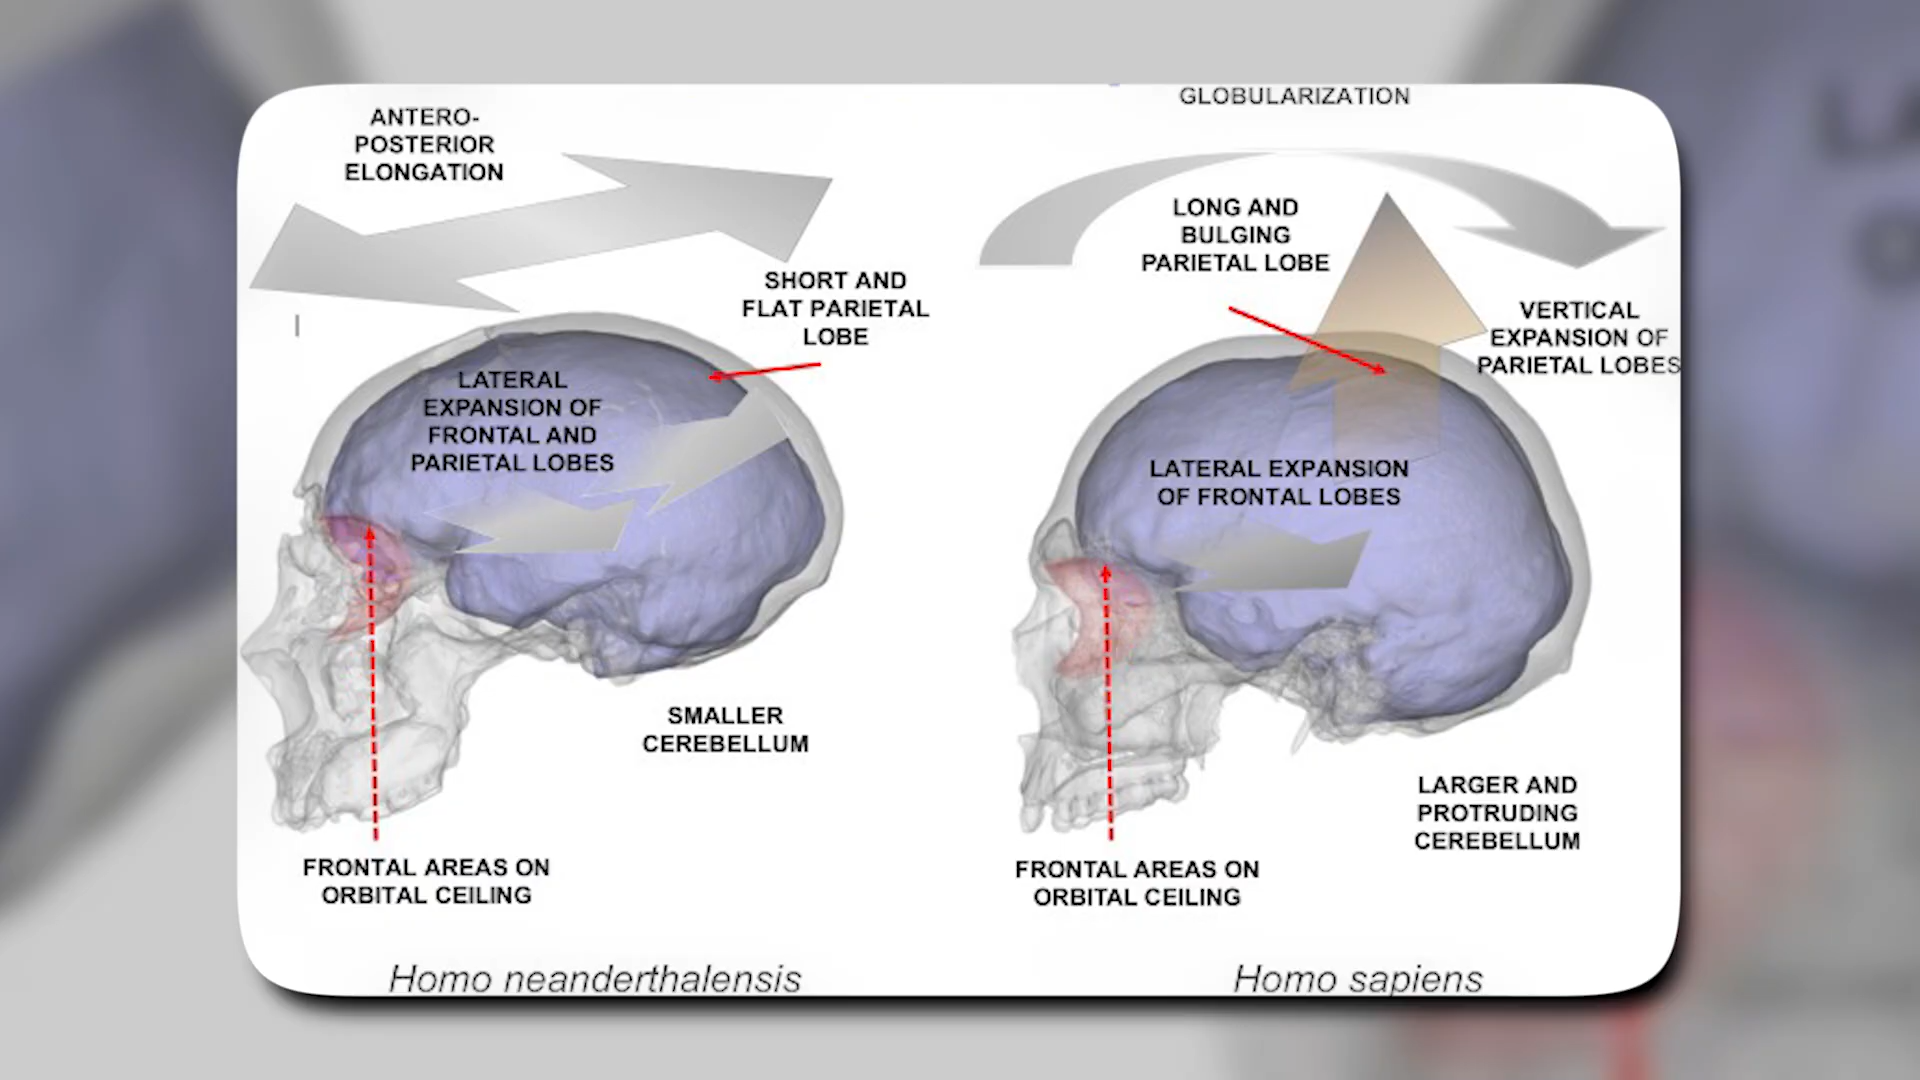 ANTERO-
POSTERIOR
ELONGATION
SHORT AND
FLAT PARIETAL
LOBE
LATERAL
EXPANSION OF
FRONTAL AND
PARIETAL LOBES
SMALLER
CEREBELLUM
FRONTAL AREAS ON
ORBITAL CEILING
Homo neanderthalensis
GLOBULARIZATION
LONG AND
BULGING
PARIETAL LOBE
VERTICAL
EXPANSION OF
PARIETAL LOBES
LATERAL EXPANSION
OF FRONTAL LOBES
LARGER AND
PROTRUDING
CEREBELLUM
FRONTAL AREAS ON
ORBITAL CEILING
Homo sapiens